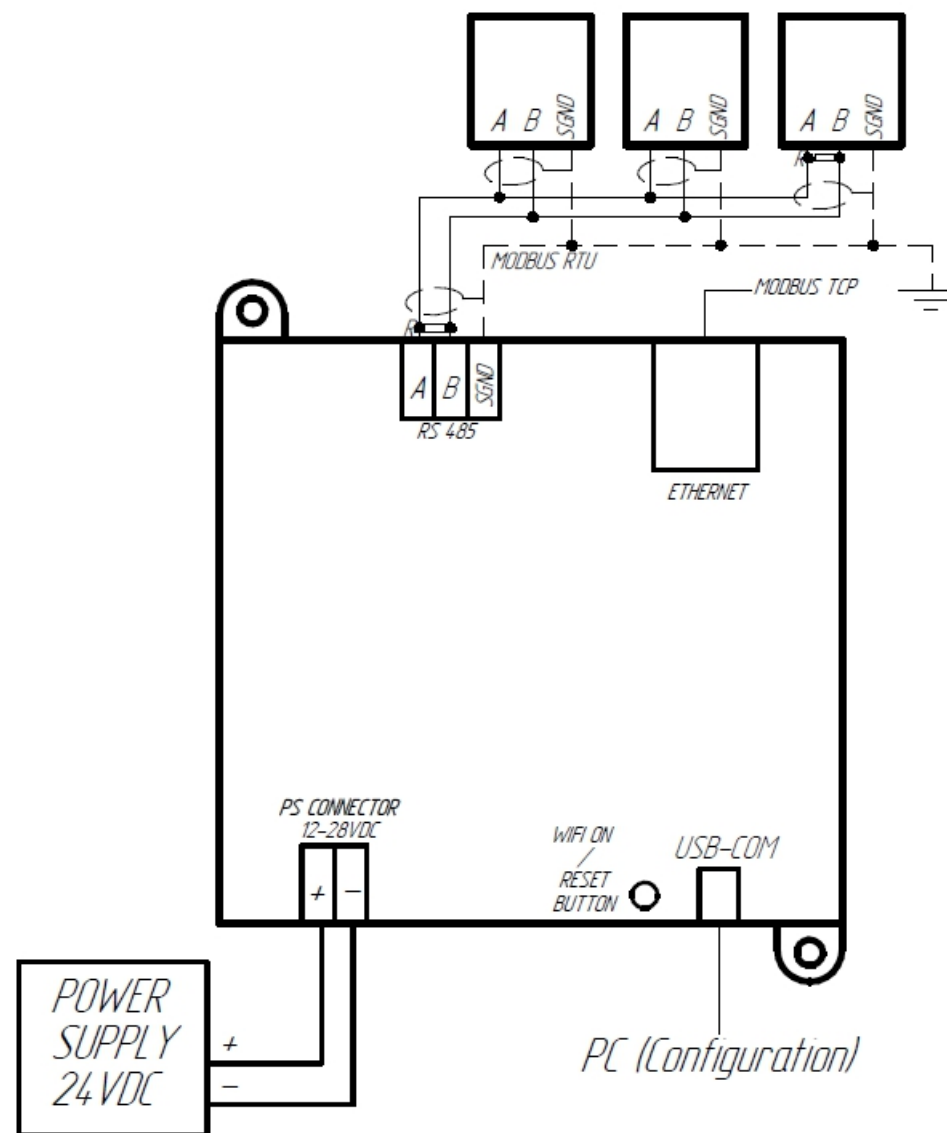 A B SGND
A B SGND
A B SGND
R
MODBUS RTU
MODBUS TCP
R
A B SGND
RS 485
ETHERNET
PS CONNECTOR
12-28VDC
+ -
WIFI ON
/
RESET
BUTTON
USB-COM
POWER
SUPPLY
24VDC
+
-
PC (Configuration)